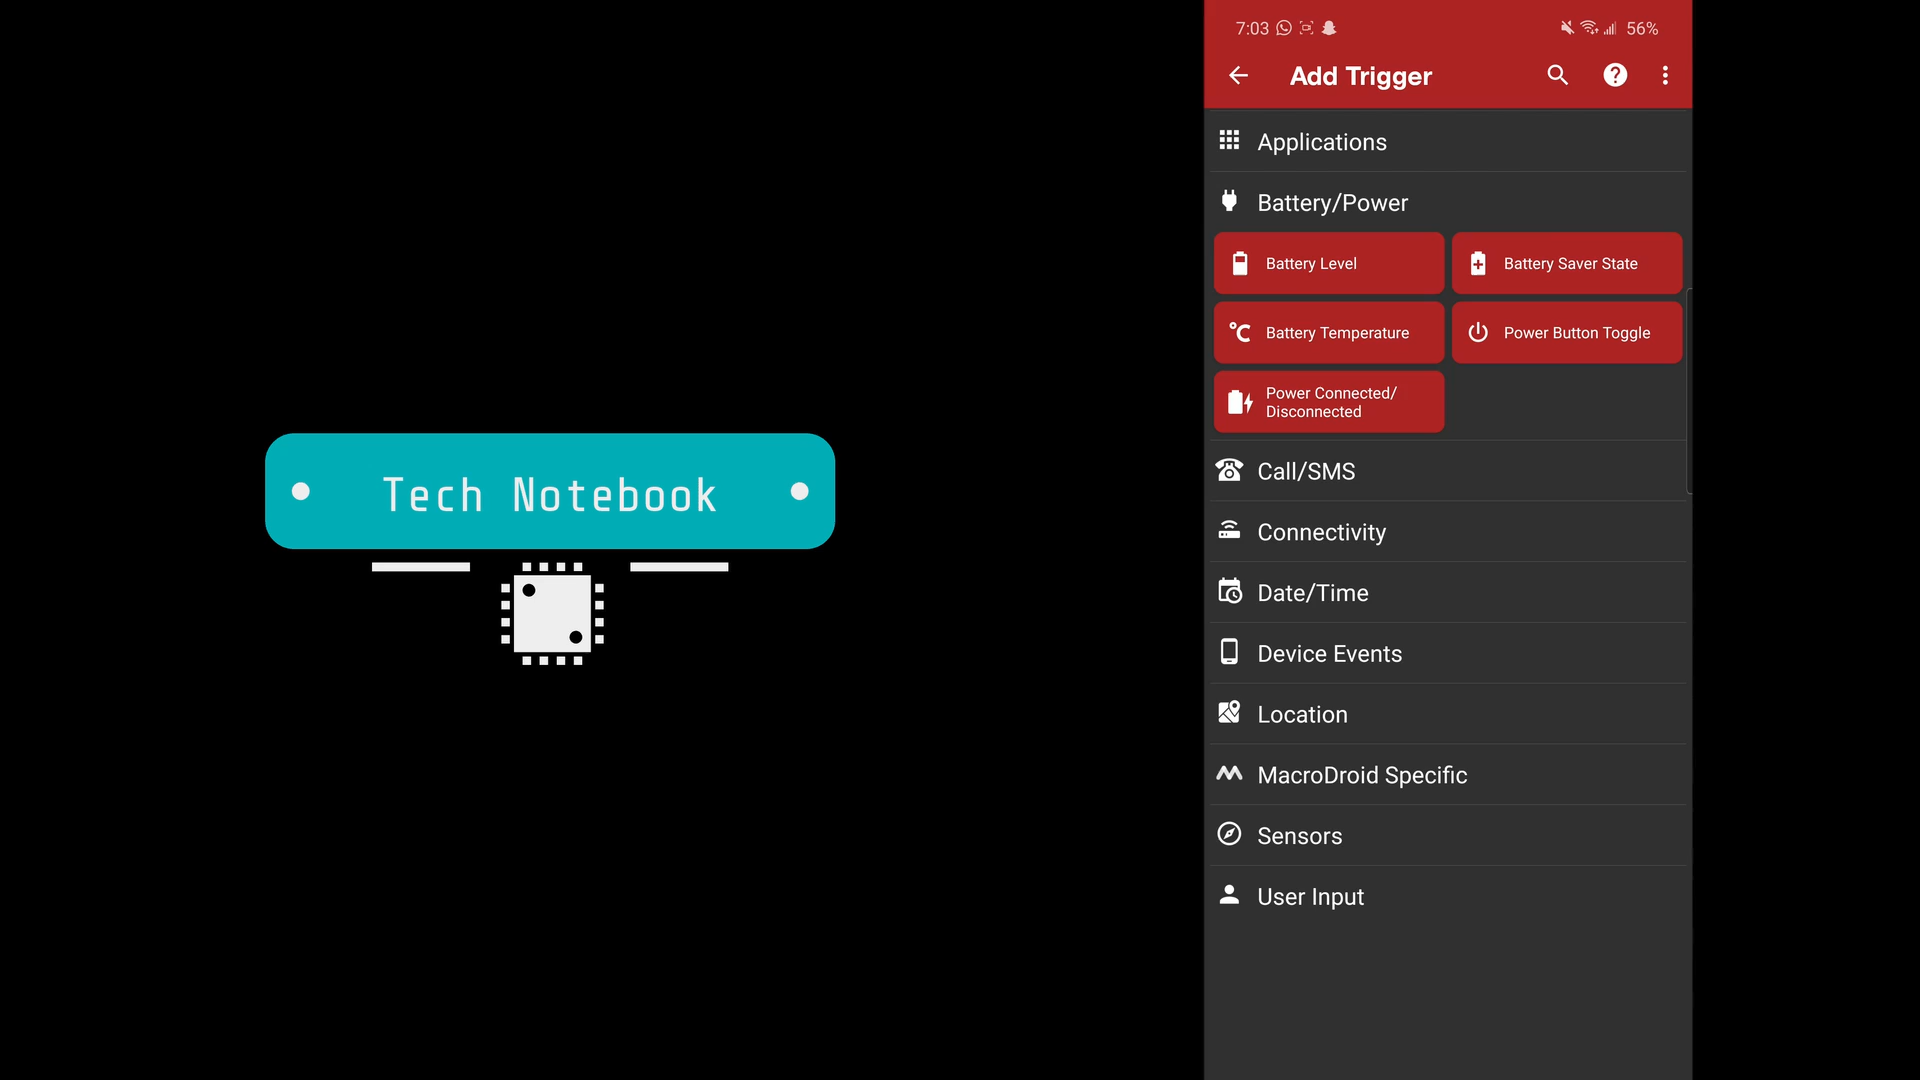 Tech Notebook
7:03
56%
Add Trigger
Applications
Battery/Power
Battery Level
Battery Saver State
°C
Battery Temperature
Power Button Toggle
Power Connected/
Disconnected
Call/SMS
Connectivity
Date/Time
Device Events
Location
MacroDroid Specific
Sensors
User Input